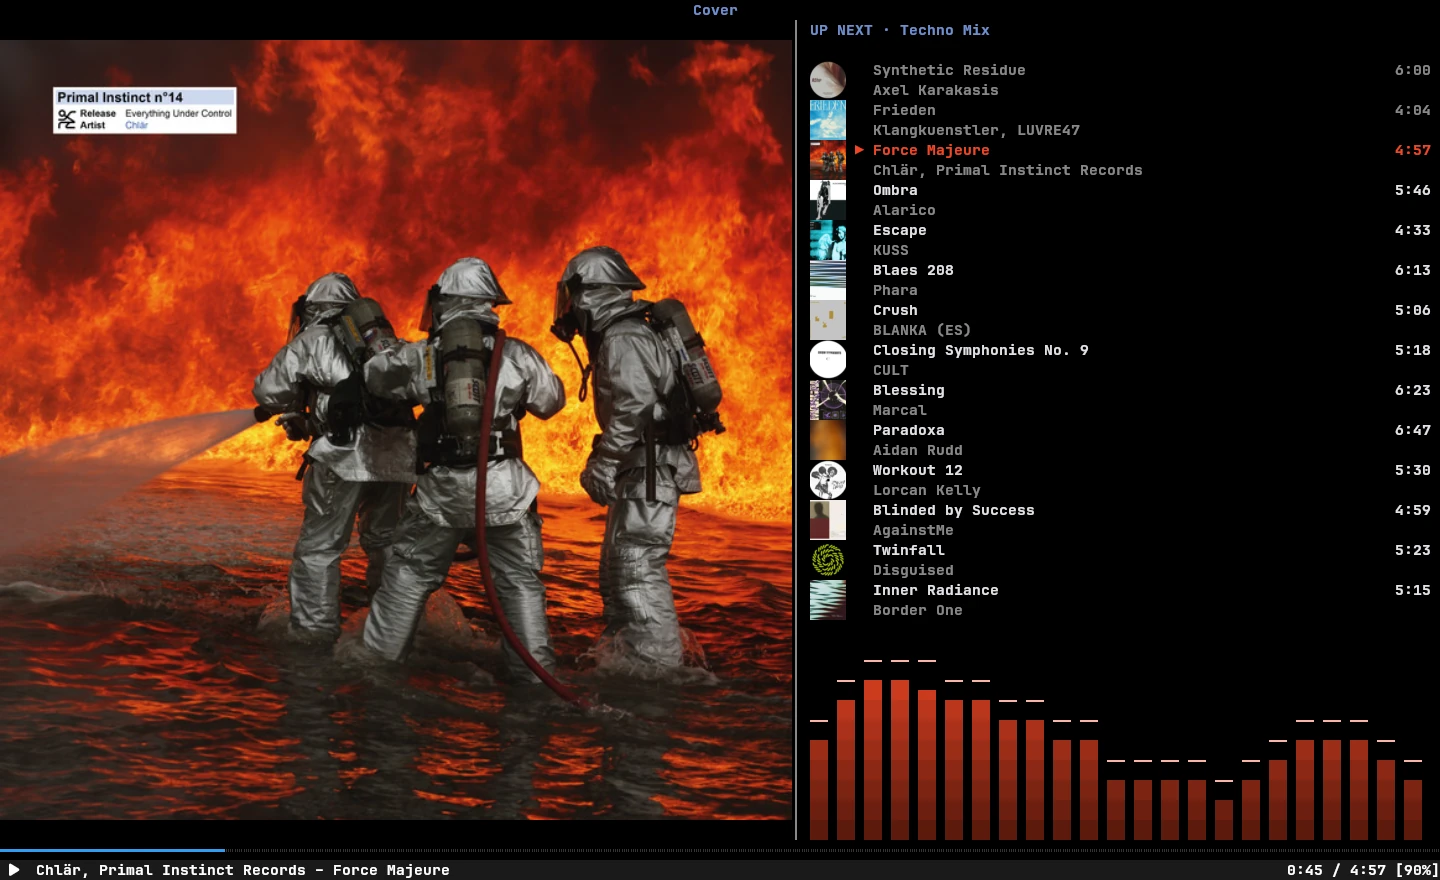 Cover
Primal Instinct n°14
Release Everything Under Control
Artist Chlär
UP NEXT · Techno Mix
Synthetic Residue 6:00
Axel Karakasis
Frieden 4:04
Klangkuenstler, LUVRE47
▶ Force Majeure 4:57
Chlär, Primal Instinct Records
Ombra 5:46
Alarico
Escape 4:33
KUSS
Blaes 208 6:13
Phara
Crush 5:06
BLANKA (ES)
Closing Symphonies No. 9 5:18
CULT
Blessing 6:23
Marcal
Paradoxa 6:47
Aidan Rudd
Workout 12 5:30
Lorcan Kelly
Blinded by Success 4:59
AgainstMe
Twinfall 5:23
Disguised
Inner Radiance 5:15
Border One
FRIEDEN
Chlär, Primal Instinct Records – Force Majeure 0:45 / 4:57 [90%]